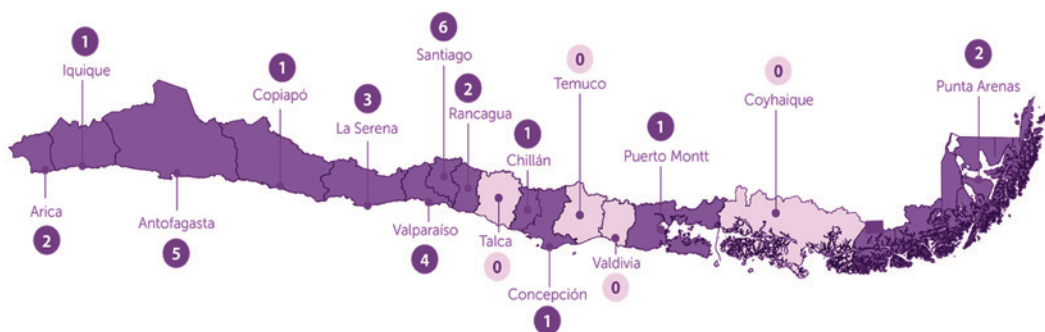 1
Iquique
1
Copiapó
3
La Serena
6
Santiago
2
Rancagua
1
Chillán
0
Temuco
1
Puerto Montt
0
Coyhaique
2
Punta Arenas
Arica
2
Antofagasta
5
Valparaíso
4
Talca
0
Concepción
1
Valdivia
0